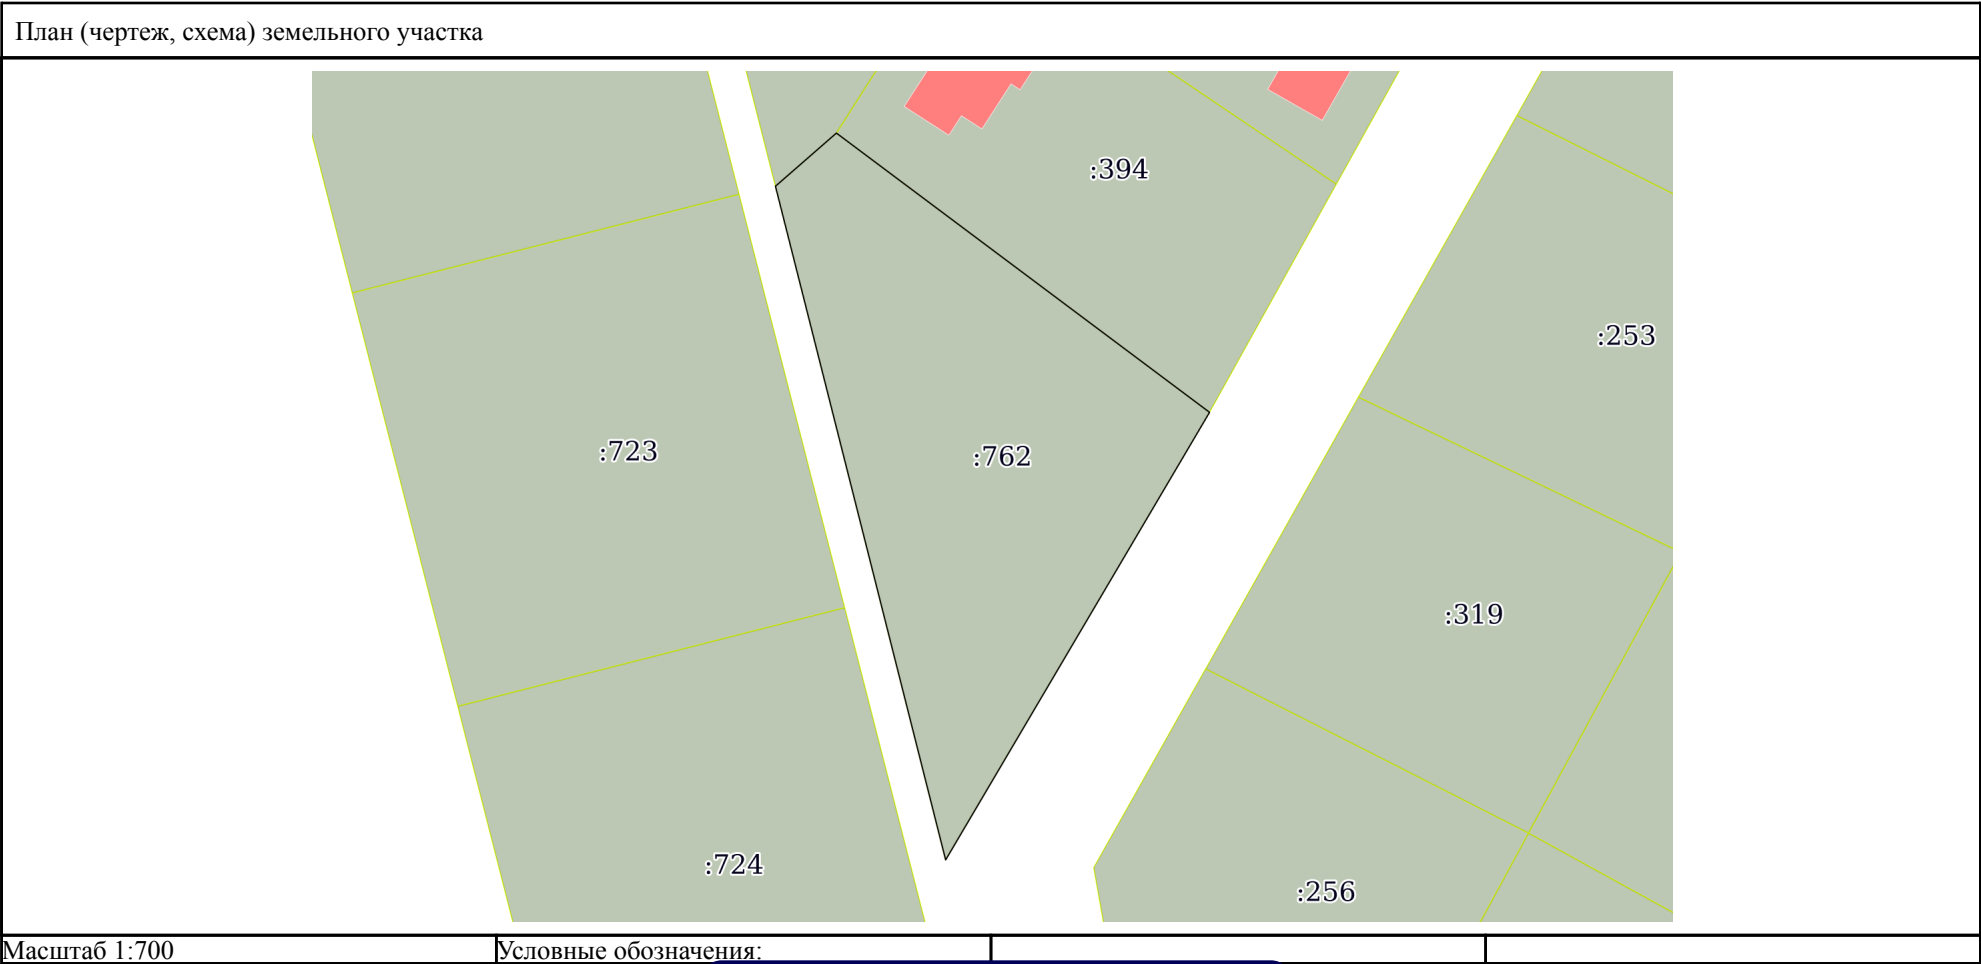 План (чертеж, схема) земельного участка
:394
:253
:723
:762
:319
:724
:256
Масштаб 1:700
Условные обозначения: